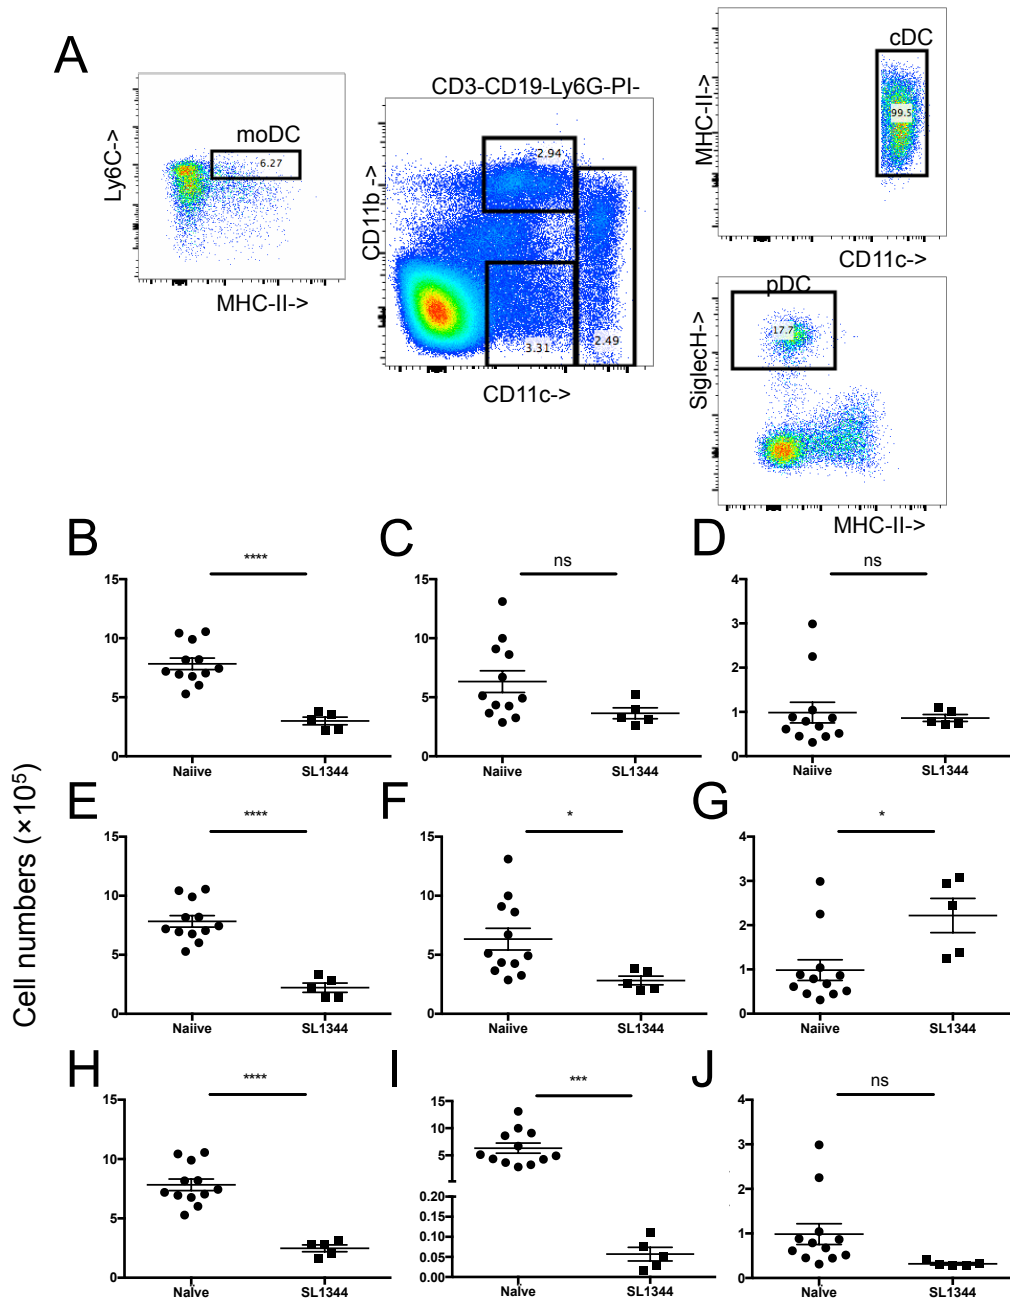 A
CD3-CD19-Ly6G-PI-
Ly6C->
moDC
6.27
MHC-II->
CD11b->
2.94
3.31
2.49
CD11c->
cDC
MHC-II->
99.5
CD11c->
pDC
SiglecH->
17.7
MHC-II->
Cell numbers (×10⁵)
B
****
15
10
5
0
Naiive
SL1344
C
ns
15
10
5
0
Naiive
SL1344
D
ns
4
3
2
1
0
Naiive
SL1344
E
****
15
10
5
0
Naiive
SL1344
F
*
15
10
5
0
Naiive
SL1344
G
*
4
3
2
1
0
Naiive
SL1344
H
****
15
10
5
0
Naiive
SL1344
I
***
15
10
5
0.20
0.15
0.10
0.05
0.00
Naiive
SL1344
J
ns
4
3
2
1
0
Naiive
SL1344